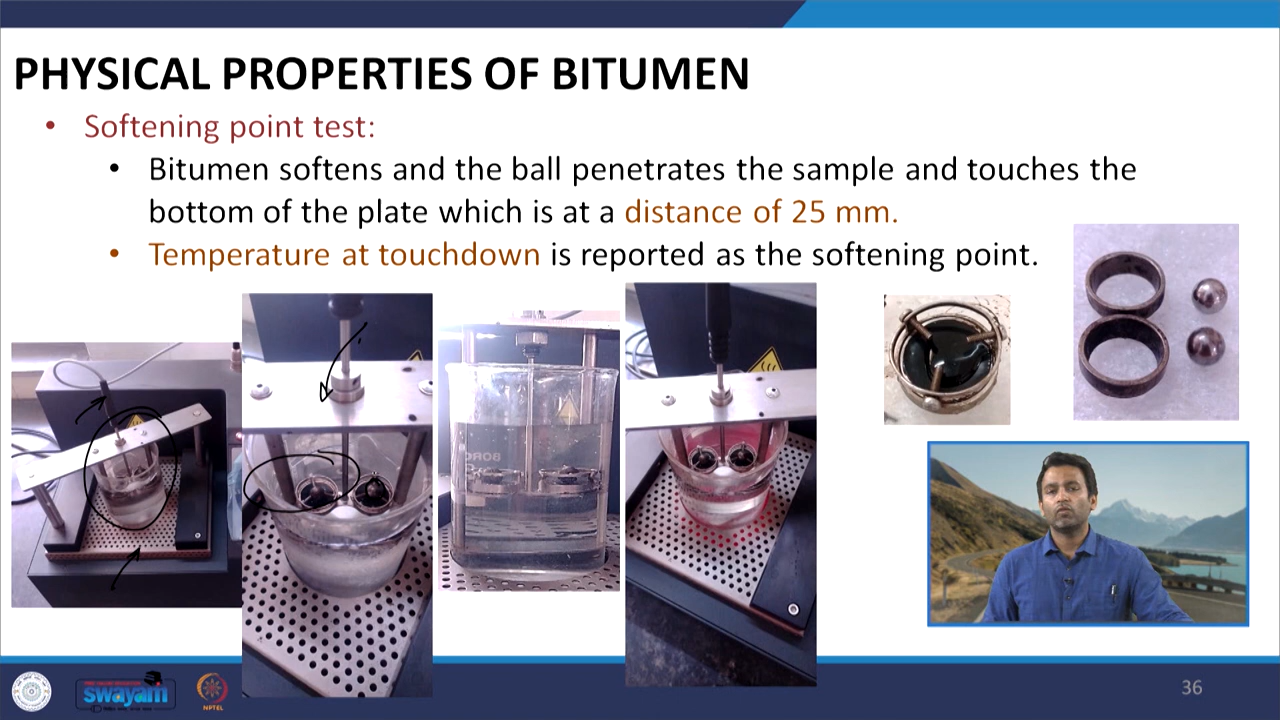 PHYSICAL PROPERTIES OF BITUMEN
• Softening point test:
• Bitumen softens and the ball penetrates the sample and touches the
bottom of the plate which is at a distance of 25 mm.
• Temperature at touchdown is reported as the softening point.
swayam
NPTEL
36